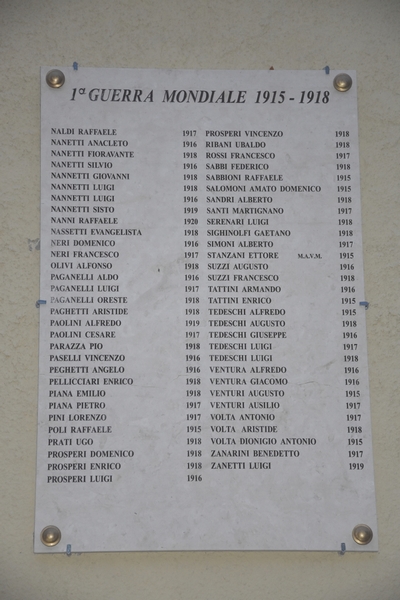 1ª GUERRA MONDIALE 1915 - 1918
NALDI RAFFAELE 1917
NANETTI ANACLETO 1916
NANETTI FIORAVANTE 1918
NANETTI SILVIO 1916
NANNETTI GIOVANNI 1918
NANNETTI LUIGI 1918
NANNETTI LUIGI 1916
NANNETTI SISTO 1919
NANNI RAFFAELE 1920
NASSETTI EVANGELISTA 1918
NERI DOMENICO 1916
NERI FRANCESCO 1917
OLIVI ALFONSO 1918
PAGANELLI ALDO 1916
PAGANELLI LUIGI 1917
PAGANELLI ORESTE 1918
PAGHETTI ARISTIDE 1918
PAOLINI ALFREDO 1919
PAOLINI CESARE 1917
PARAZZA PIO 1918
PASELLI VINCENZO 1916
PEGHETTI ANGELO 1916
PELLICCIARI ENRICO 1918
PIANA EMILIO 1918
PIANA PIETRO 1917
PINI LORENZO 1917
POLI RAFFAELE 1915
PRATI UGO 1918
PROSPERI DOMENICO 1918
PROSPERI ENRICO 1918
PROSPERI LUIGI 1916
PROSPERI VINCENZO 1918
RIBANI UBALDO 1918
ROSSI FRANCESCO 1917
SABBI FEDERICO 1918
SABBIONI RAFFAELE 1915
SALOMONI AMATO DOMENICO 1915
SANDRI ALBERTO 1918
SANTI MARTIGNANO 1917
SERENARI LUIGI 1918
SIGHINOLFI GAETANO 1918
SIMONI ALBERTO 1917
STANZANI ETTORE M.A.V.M. 1915
SUZZI AUGUSTO 1916
SUZZI FRANCESCO 1918
TATTINI ARMANDO 1916
TATTINI ENRICO 1915
TEDESCHI ALFREDO 1915
TEDESCHI AUGUSTO 1918
TEDESCHI GIUSEPPE 1916
TEDESCHI LUIGI 1917
TEDESCHI LUIGI 1918
VENTURA ALFREDO 1916
VENTURA GIACOMO 1916
VENTURI AUGUSTO 1915
VENTURI AUSILIO 1917
VOLTA ANTONIO 1917
VOLTA ARISTIDE 1918
VOLTA DIONIGIO ANTONIO 1915
ZANARINI BENEDETTO 1917
ZANETTI LUIGI 1919